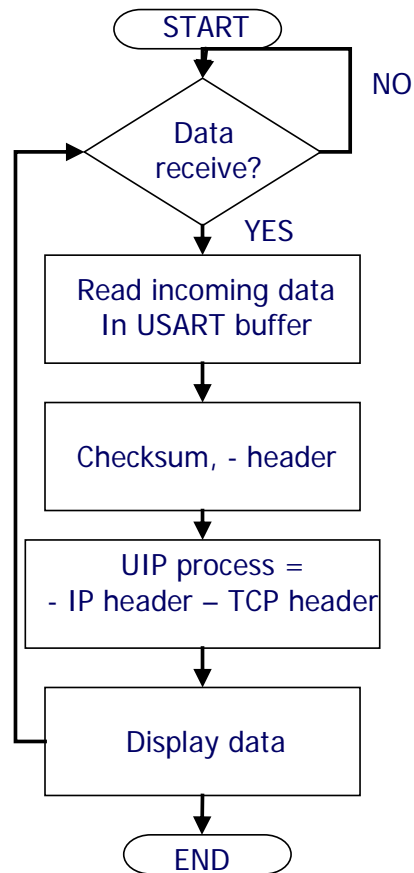 START
NO
Data
receive?
YES
Read incoming data
In USART buffer
Checksum, - header
UIP process =
- IP header – TCP header
Display data
END